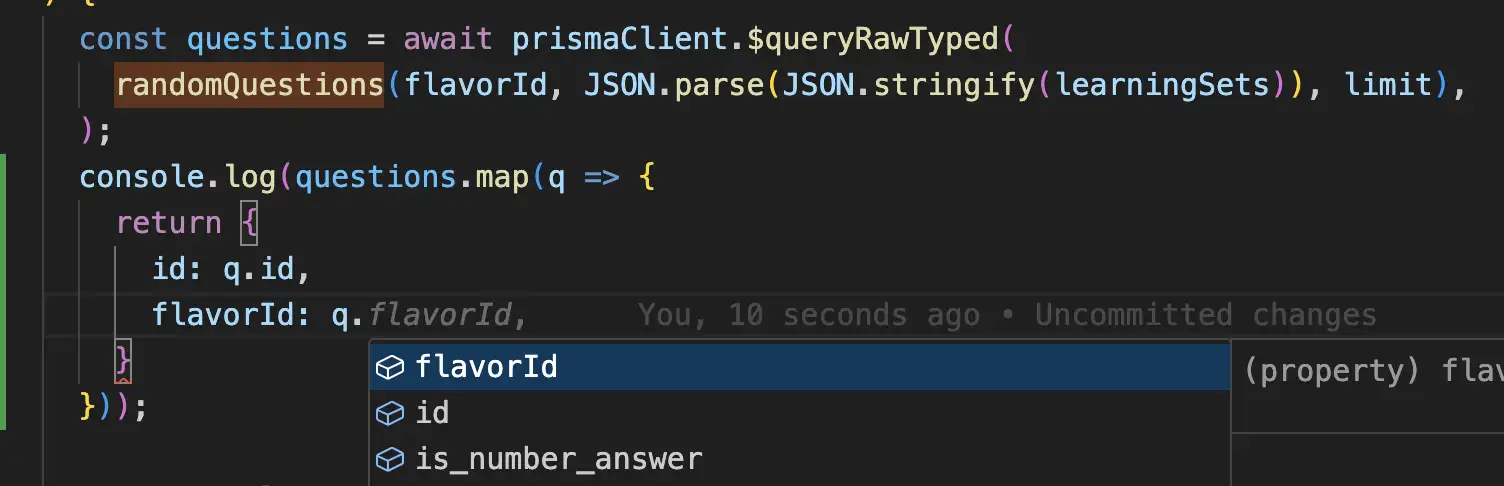 ) {
const questions = await prismaClient.$queryRawTyped(
randomQuestions(flavorId, JSON.parse(JSON.stringify(learningSets)), limit),
);
console.log(questions.map(q => {
return {
id: q.id,
flavorId: q.flavorId, You, 10 seconds ago • Uncommitted changes
}
flavorId
(property) flav
}));
id
is_number_answer